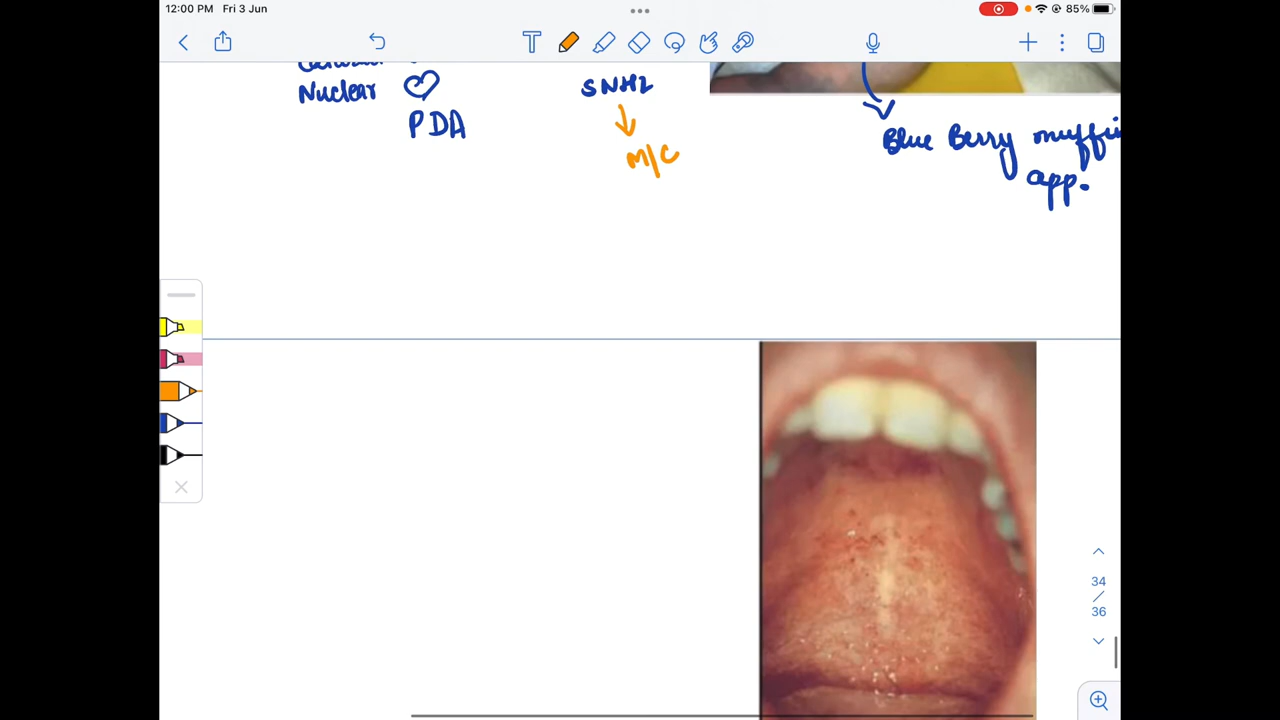 12:00 PM Fri 3 Jun
85%
T
Nuclear
PDA
SNHL
M/C
Blue Berry muffi
app.
34
/
36